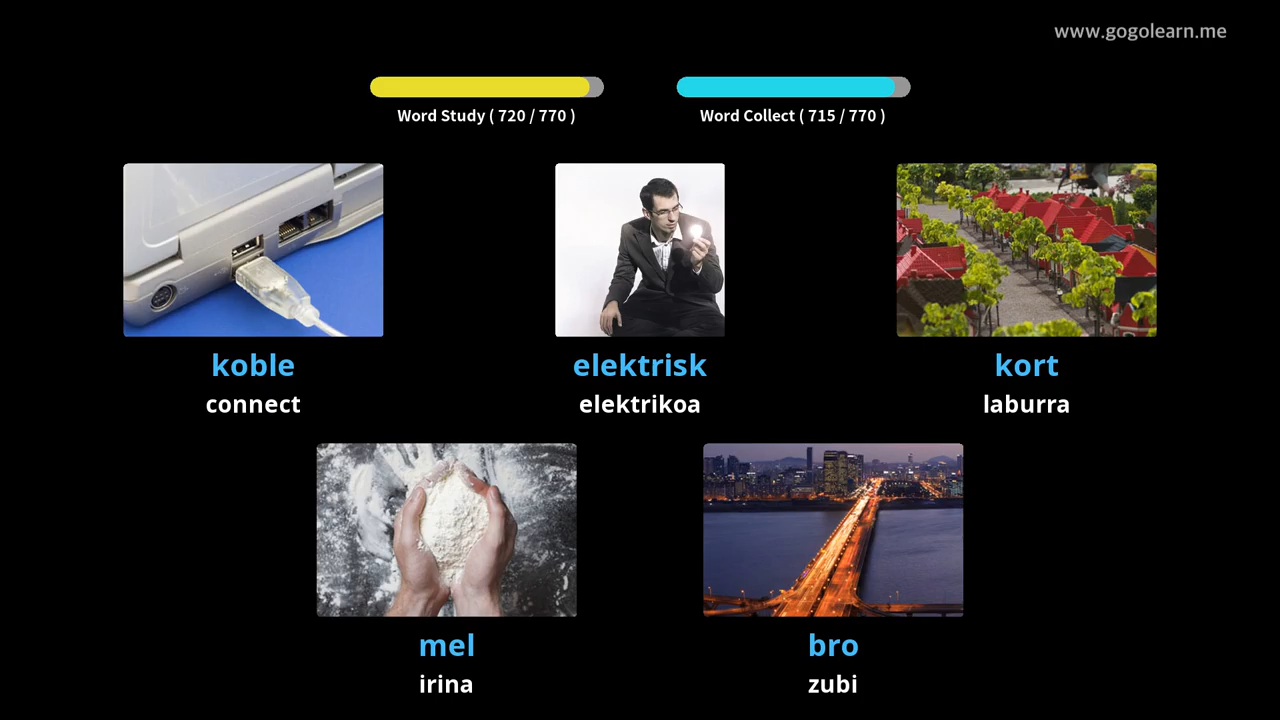 www.gogolearn.me
Word Study ( 720 / 770 )
Word Collect ( 715 / 770 )
koble
connect
elektrisk
elektrikoa
kort
laburra
mel
irina
bro
zubi